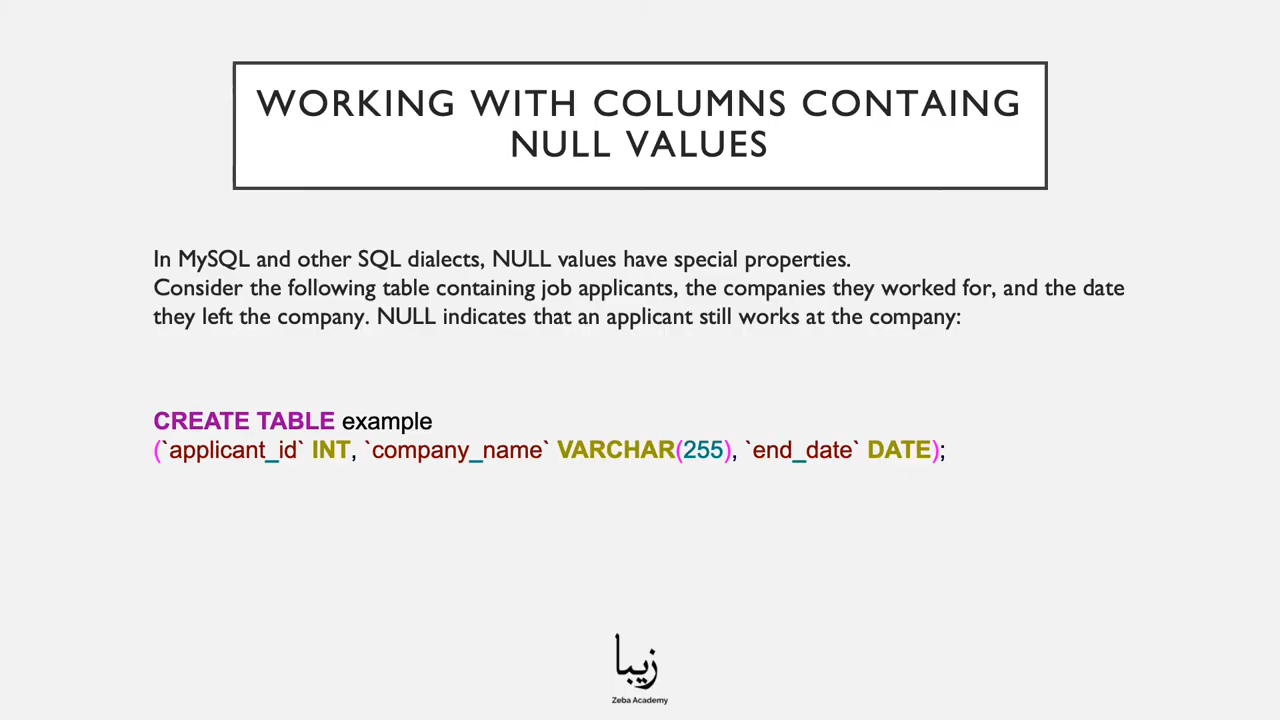 WORKING WITH COLUMNS CONTAING
NULL VALUES
In MySQL and other SQL dialects, NULL values have special properties.
Consider the following table containing job applicants, the companies they worked for, and the date
they left the company. NULL indicates that an applicant still works at the company:
CREATE TABLE example
(`applicant_id` INT, `company_name` VARCHAR(255), `end_date` DATE);
زیبا
Zeba Academy